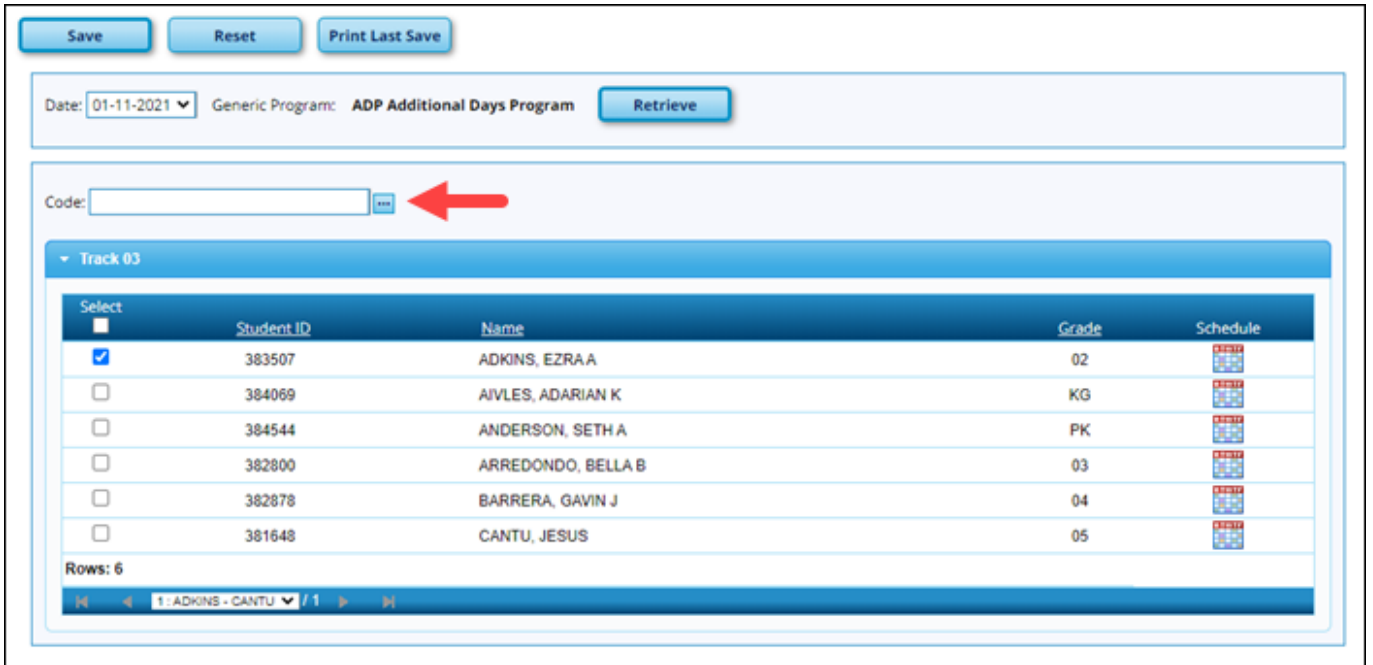 Save Reset Print Last Save
Date: 01-11-2021 Generic Program: ADP Additional Days Program Retrieve
Code: ...
Track 03
Select Student ID Name Grade Schedule
383507 ADKINS, EZRA A 02
384069 AIVLES, ADARIAN K KG
384544 ANDERSON, SETH A PK
382800 ARREDONDO, BELLA B 03
382878 BARRERA, GAVIN J 04
381648 CANTU, JESUS 05
Rows: 6
1 : ADKINS - CANTU / 1